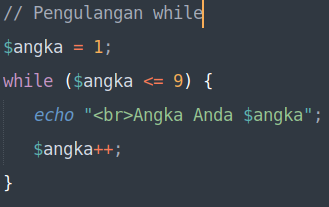 // Pengulangan while
$angka = 1;
while ($angka <= 9) {
echo "<br>Angka Anda $angka";
$angka++;
}